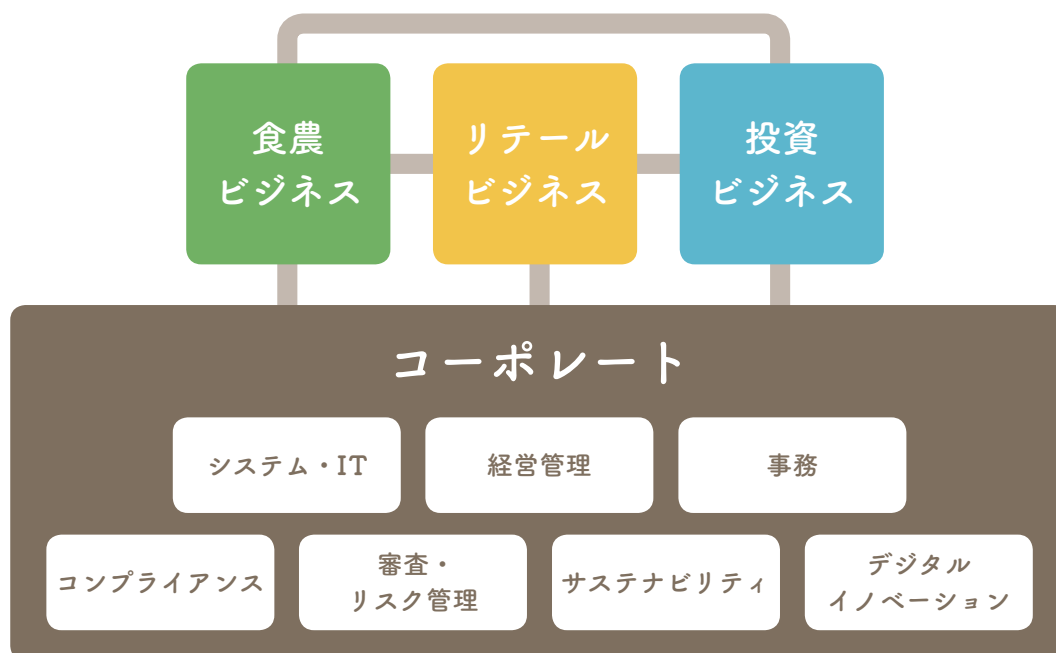 食農
ビジネス
リテール
ビジネス
投資
ビジネス
コーポレート
システム・IT
経営管理
事務
コンプライアンス
審査・
リスク管理
サステナビリティ
デジタル
イノベーション